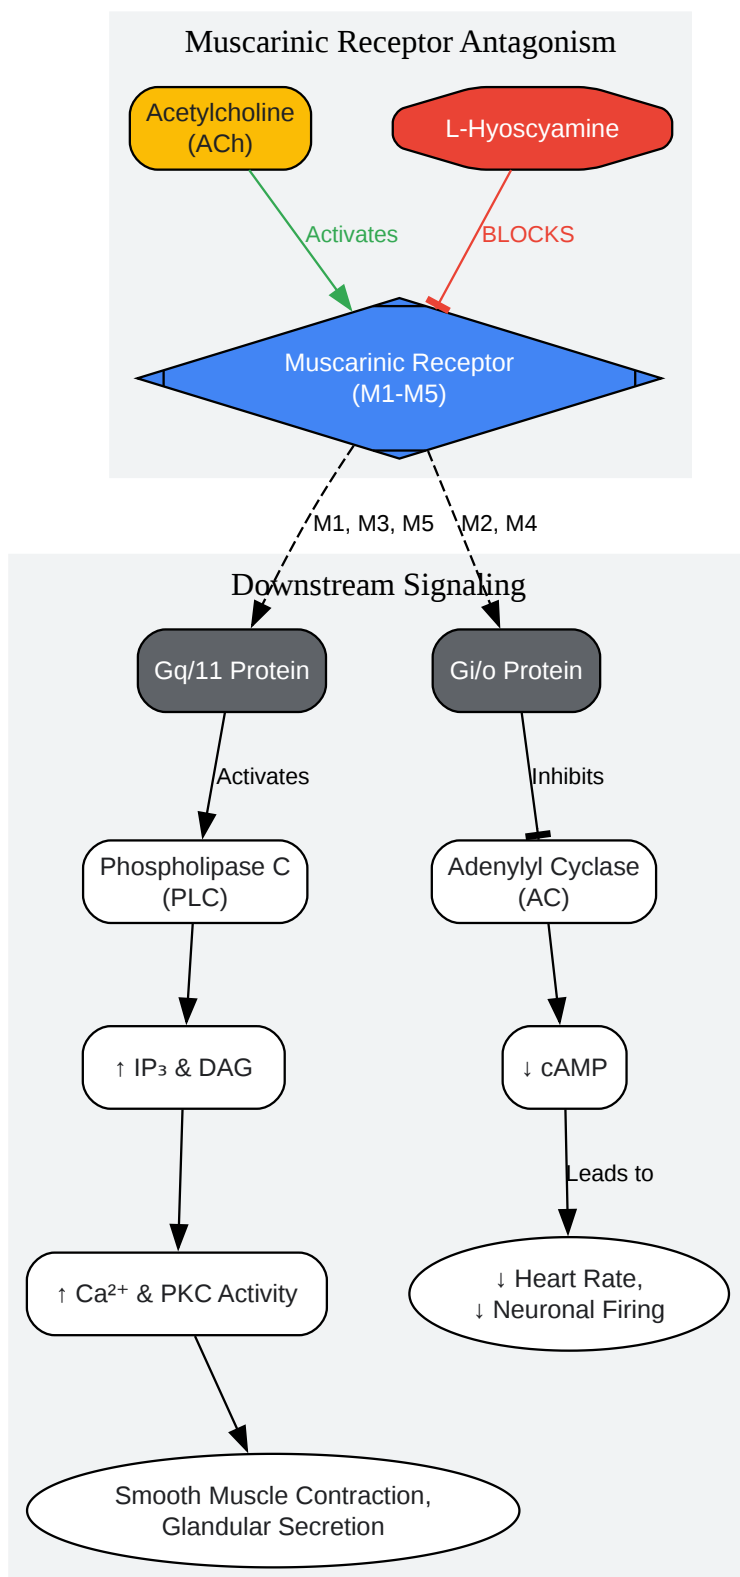 Muscarinic Receptor Antagonism
Acetylcholine
(ACh)
L-Hyoscyamine
Activates
BLOCKS
Muscarinic Receptor
(M1-M5)
M1, M3, M5
M2, M4
Downstream Signaling
Gq/11 Protein
Gi/o Protein
Activates
Inhibits
Phospholipase C
(PLC)
Adenylyl Cyclase
(AC)
↑ IP₃ & DAG
↓ cAMP
Leads to
↑ Ca²⁺ & PKC Activity
↓ Heart Rate,
↓ Neuronal Firing
Smooth Muscle Contraction,
Glandular Secretion